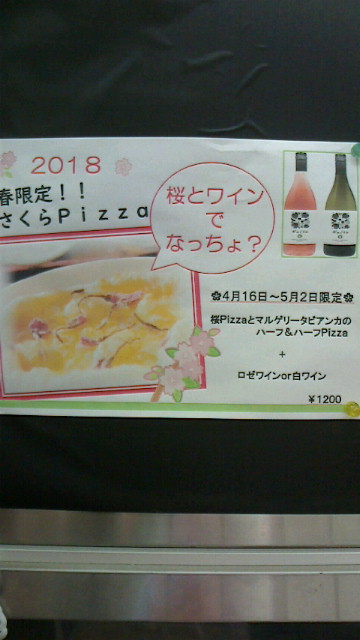 2018
春限定！！
さくらPizza
桜とワイン
で
なっちょ？
4月16日～5月2日限定
桜Pizzaとマルゲリータビアンカの
ハーフ＆ハーフPizza
+
ロゼワインor白ワイン
￥1200